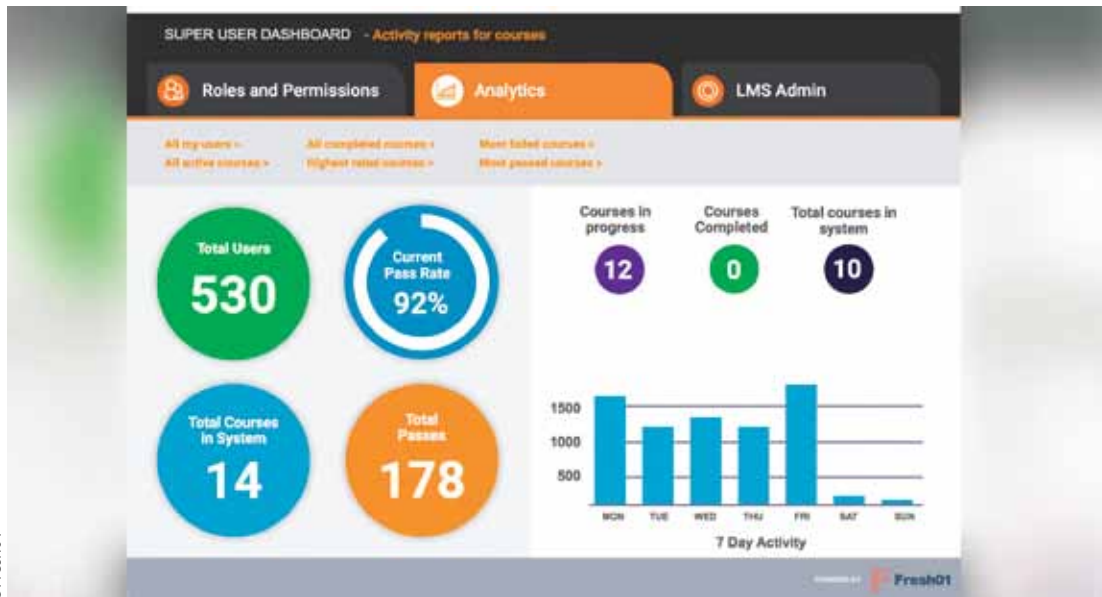 SUPER USER DASHBOARD - Activity reports for courses
Roles and Permissions
Analytics
LMS Admin
All my users >
All completed courses >
Most failed courses >
All active courses >
Highest rated courses >
Most passed courses >
Total Users
530
Current
Pass Rate
92%
Total Courses
in System
14
Total
Passes
178
Courses in
progress
12
Courses
Completed
0
Total courses in
system
10
1500
1000
500
MON TUE WED THU FRI SAT SUN
7 Day Activity
Fresh01